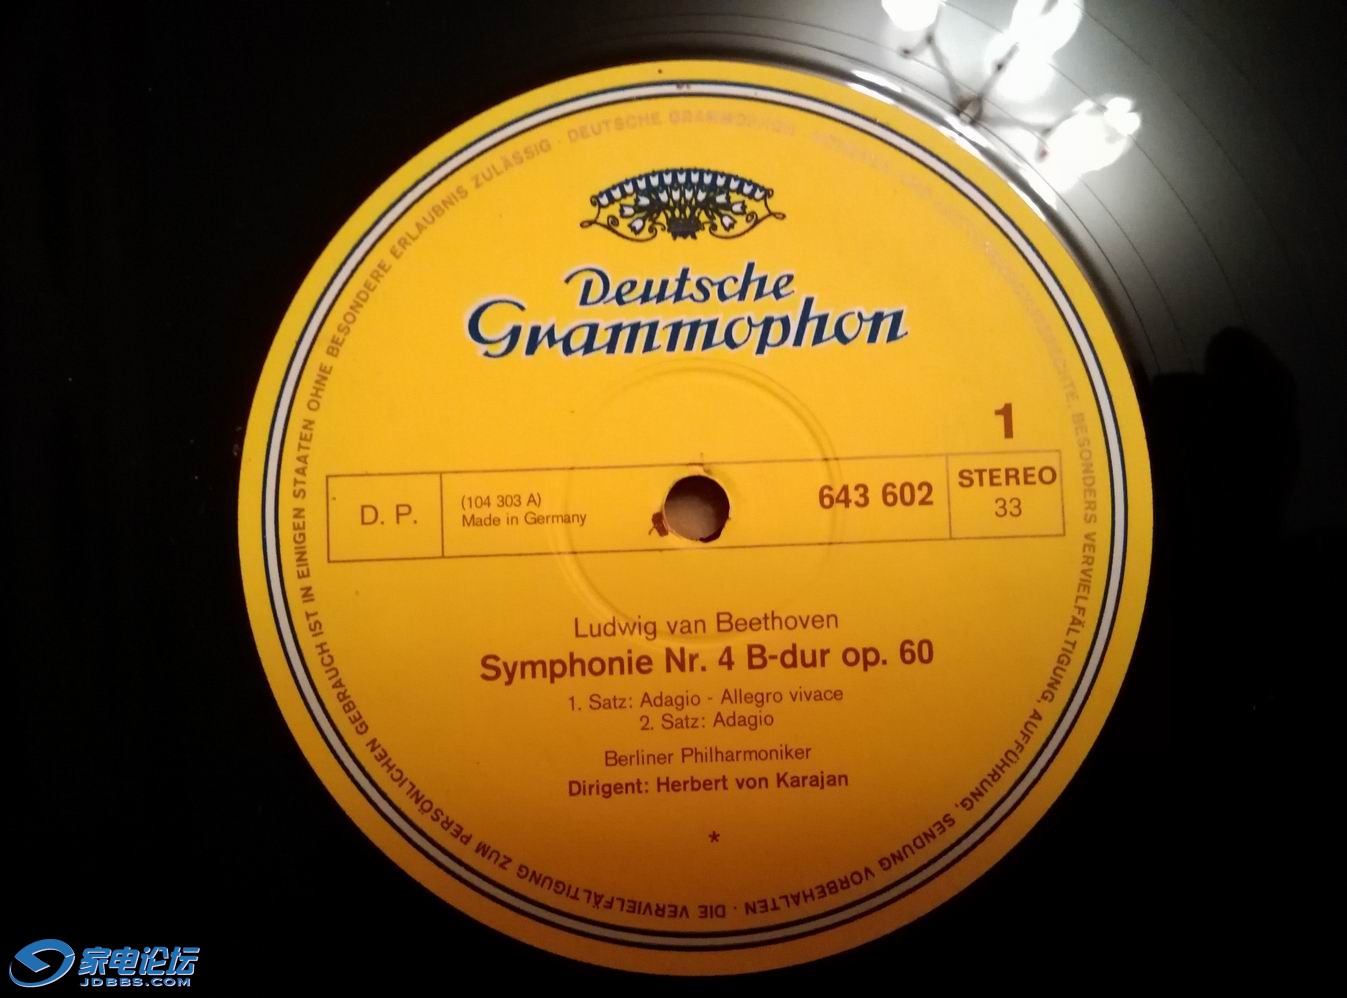 DEUTSCHE GRAMMOPHON
BESONDERS VERVIELFÄLTIGUNG, AUFFÜHRUNG, SENDUNG VORBEHALTEN · DIE VERVIELFÄLTIGUNG ZUM PERSÖNLICHEN GEBRAUCH IST IN EINIGEN STAATEN OHNE BESONDERE ERLAUBNIS ZULÄSSIG ·
Deutsche
Grammophon
1
D. P.
(104 303 A)
Made in Germany
643 602
STEREO
33
Ludwig van Beethoven
Symphonie Nr. 4 B-dur op. 60
1. Satz: Adagio - Allegro vivace
2. Satz: Adagio
Berliner Philharmoniker
Dirigent: Herbert von Karajan
*
家电论坛
JDBBS.COM